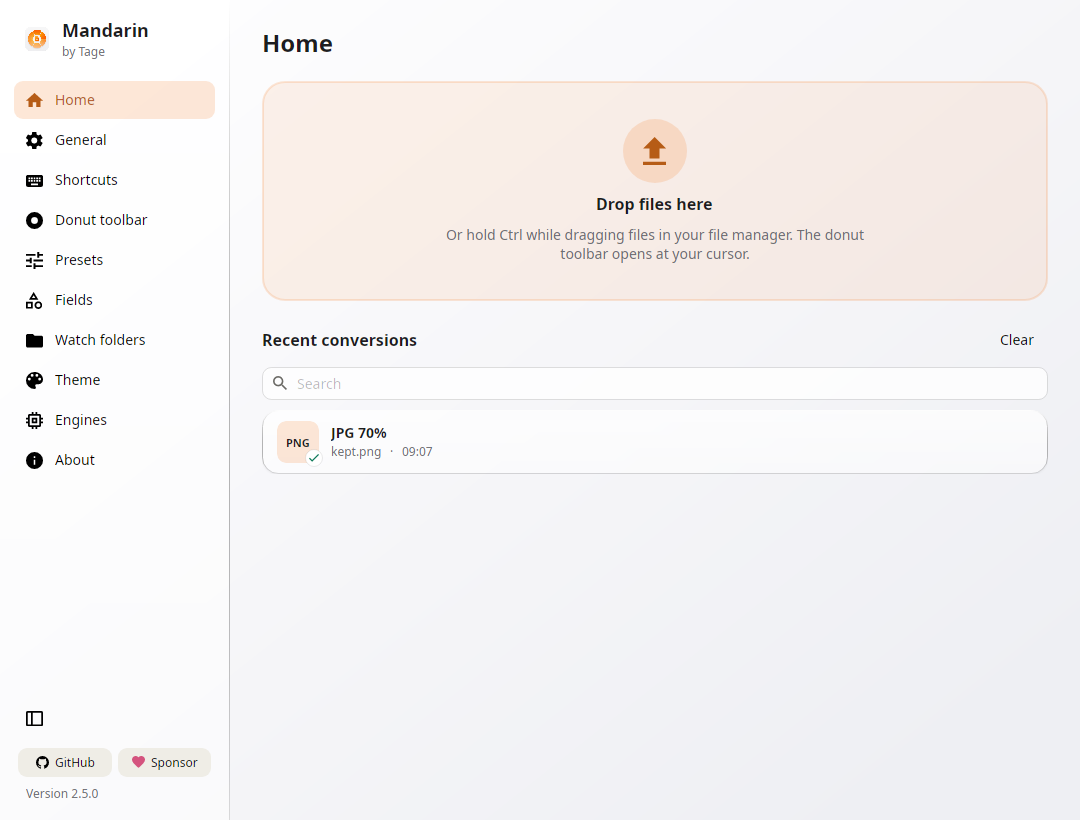 Mandarin
by Tage
Home
General
Shortcuts
Donut toolbar
Presets
Fields
Watch folders
Theme
Engines
About
GitHub
Sponsor
Version 2.5.0
Home
Drop files here
Or hold Ctrl while dragging files in your file manager. The donut
toolbar opens at your cursor.
Recent conversions
Clear
Search
PNG
JPG 70%
kept.png · 09:07